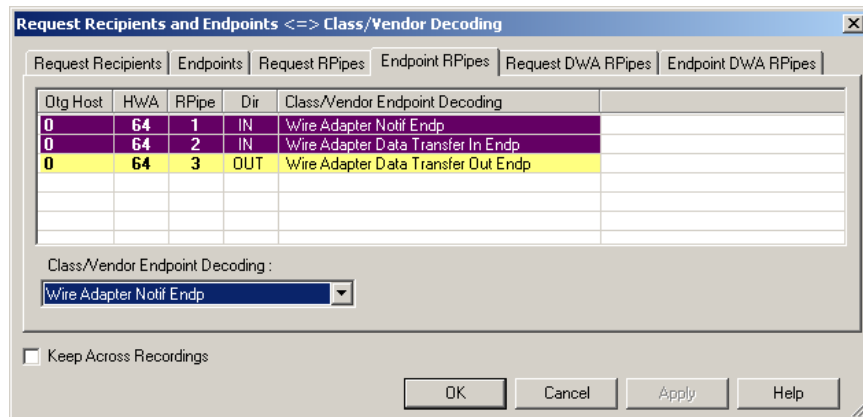 Request Recipients and Endpoints <=> Class/Vendor Decoding
Request Recipients Endpoints Request RPipes Endpoint RPipes Request DWA RPipes Endpoint DWA RPipes
Otg Host HWA RPipe Dir Class/Vendor Endpoint Decoding
0 64 1 IN Wire Adapter Notif Endp
0 64 2 IN Wire Adapter Data Transfer In Endp
0 64 3 OUT Wire Adapter Data Transfer Out Endp
Class/Vendor Endpoint Decoding :
Wire Adapter Notif Endp
Keep Across Recordings
OK Cancel Apply Help